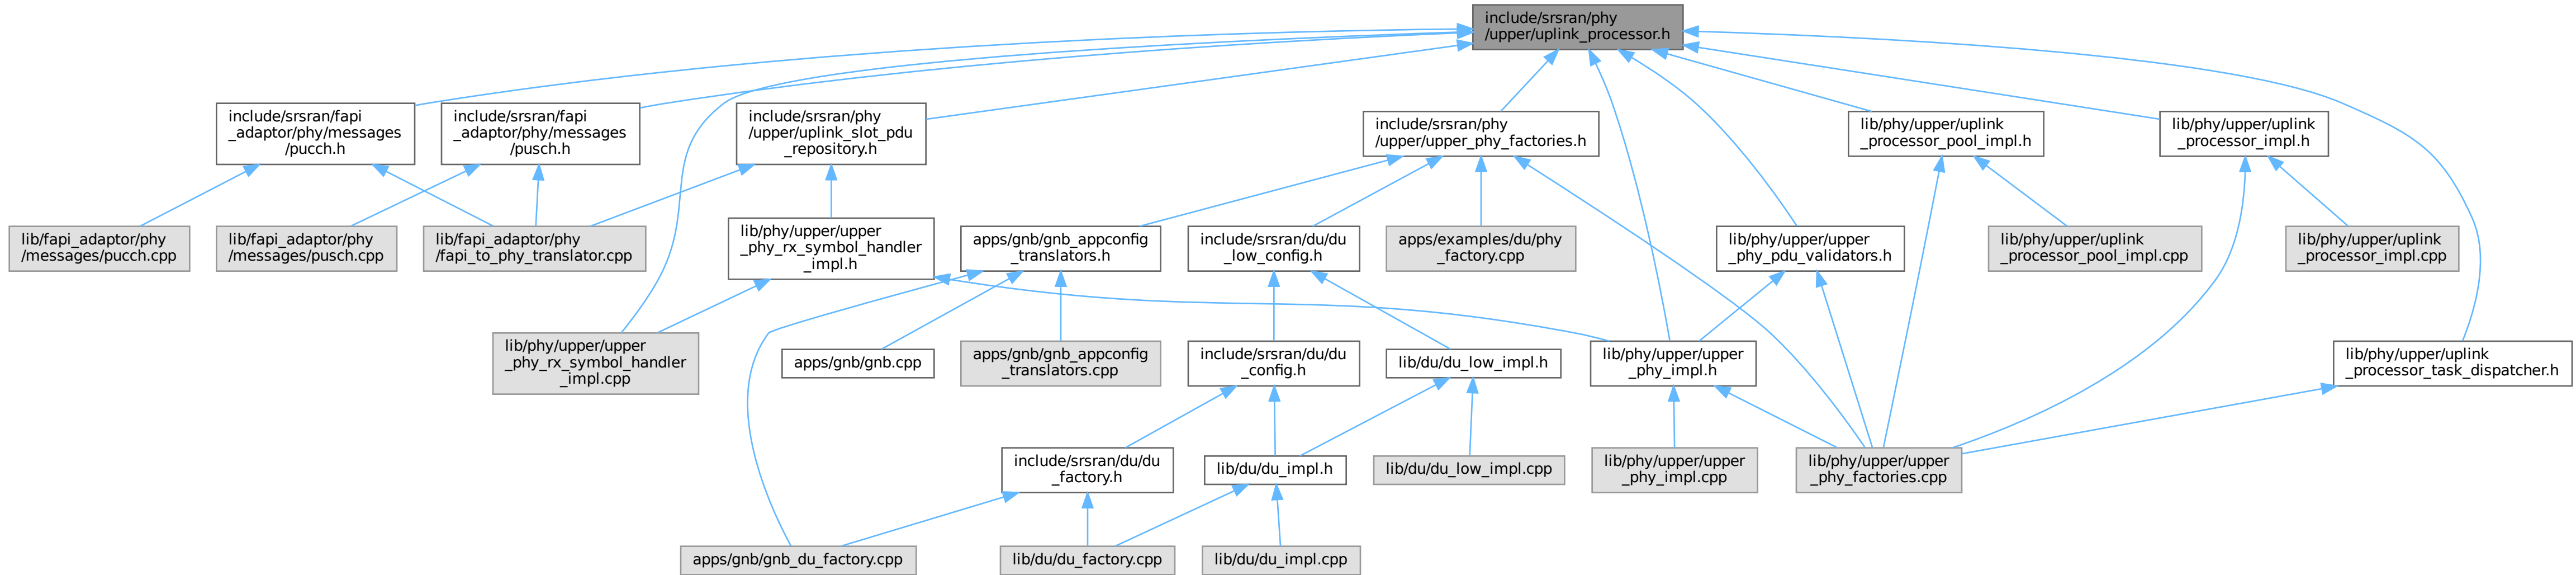 include/srsran/phy
/upper/uplink_processor.h
include/srsran/fapi
_adaptor/phy/messages
/pucch.h
include/srsran/fapi
_adaptor/phy/messages
/pusch.h
include/srsran/phy
/upper/uplink_slot_pdu
_repository.h
include/srsran/phy
/upper/upper_phy_factories.h
lib/phy/upper/uplink
_processor_pool_impl.h
lib/phy/upper/uplink
_processor_impl.h
lib/fapi_adaptor/phy
/messages/pucch.cpp
lib/fapi_adaptor/phy
/messages/pusch.cpp
lib/fapi_adaptor/phy
/fapi_to_phy_translator.cpp
lib/phy/upper/upper
_phy_rx_symbol_handler
_impl.h
apps/gnb/gnb_appconfig
_translators.h
include/srsran/du/du
_low_config.h
apps/examples/du/phy
_factory.cpp
lib/phy/upper/upper
_phy_pdu_validators.h
lib/phy/upper/uplink
_processor_pool_impl.cpp
lib/phy/upper/uplink
_processor_impl.cpp
lib/phy/upper/upper
_phy_rx_symbol_handler
_impl.cpp
apps/gnb/gnb.cpp
apps/gnb/gnb_appconfig
_translators.cpp
include/srsran/du/du
_config.h
lib/du/du_low_impl.h
lib/phy/upper/upper
_phy_impl.h
lib/phy/upper/uplink
_processor_task_dispatcher.h
include/srsran/du/du
_factory.h
lib/du/du_impl.h
lib/du/du_low_impl.cpp
lib/phy/upper/upper
_phy_impl.cpp
lib/phy/upper/upper
_phy_factories.cpp
apps/gnb/gnb_du_factory.cpp
lib/du/du_factory.cpp
lib/du/du_impl.cpp